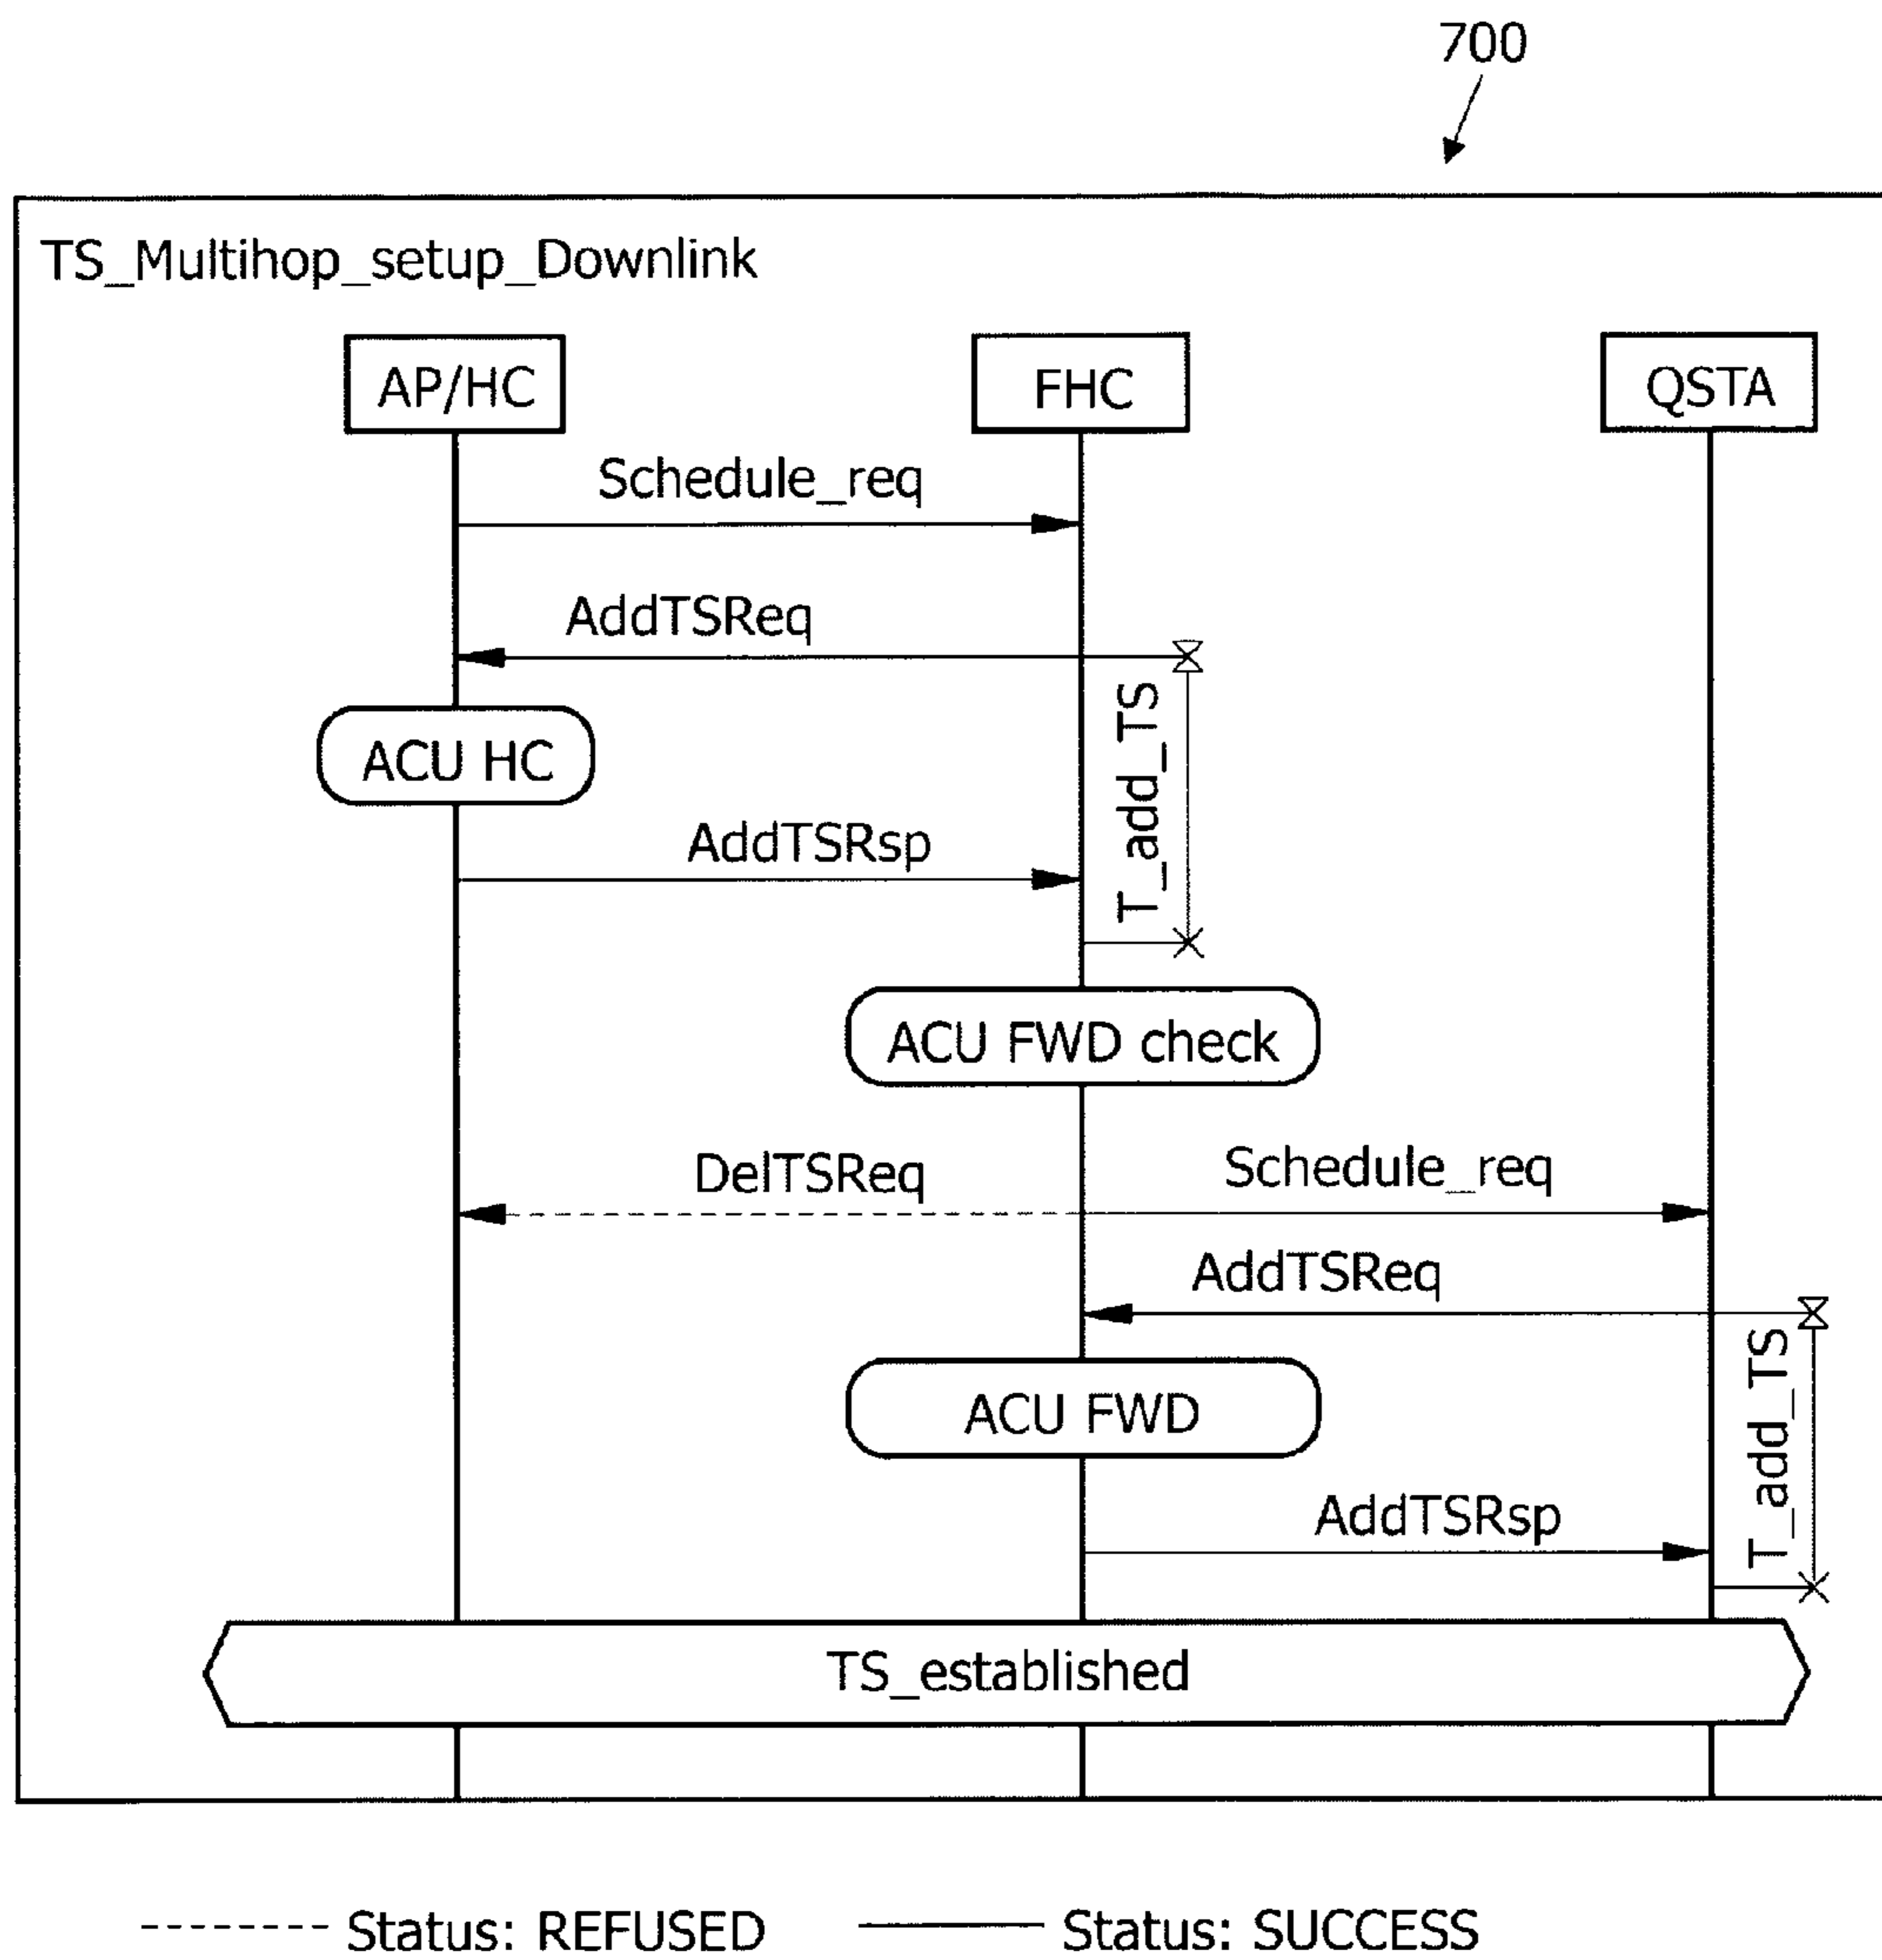 700
TS_Multihop_setup_Downlink
AP/HC
FHC
QSTA
Schedule_req
AddTSReq
T_add_TS
ACU HC
AddTSRsp
ACU FWD check
DelTSReq
Schedule_req
AddTSReq
T_add_TS
ACU FWD
AddTSRsp
TS_established
Status: REFUSED
Status: SUCCESS